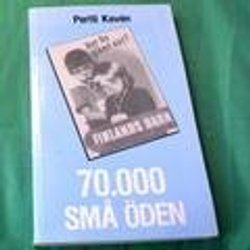 Pertti Kavén
FINLANDS BARN
70.000
SMÅ ÖDEN